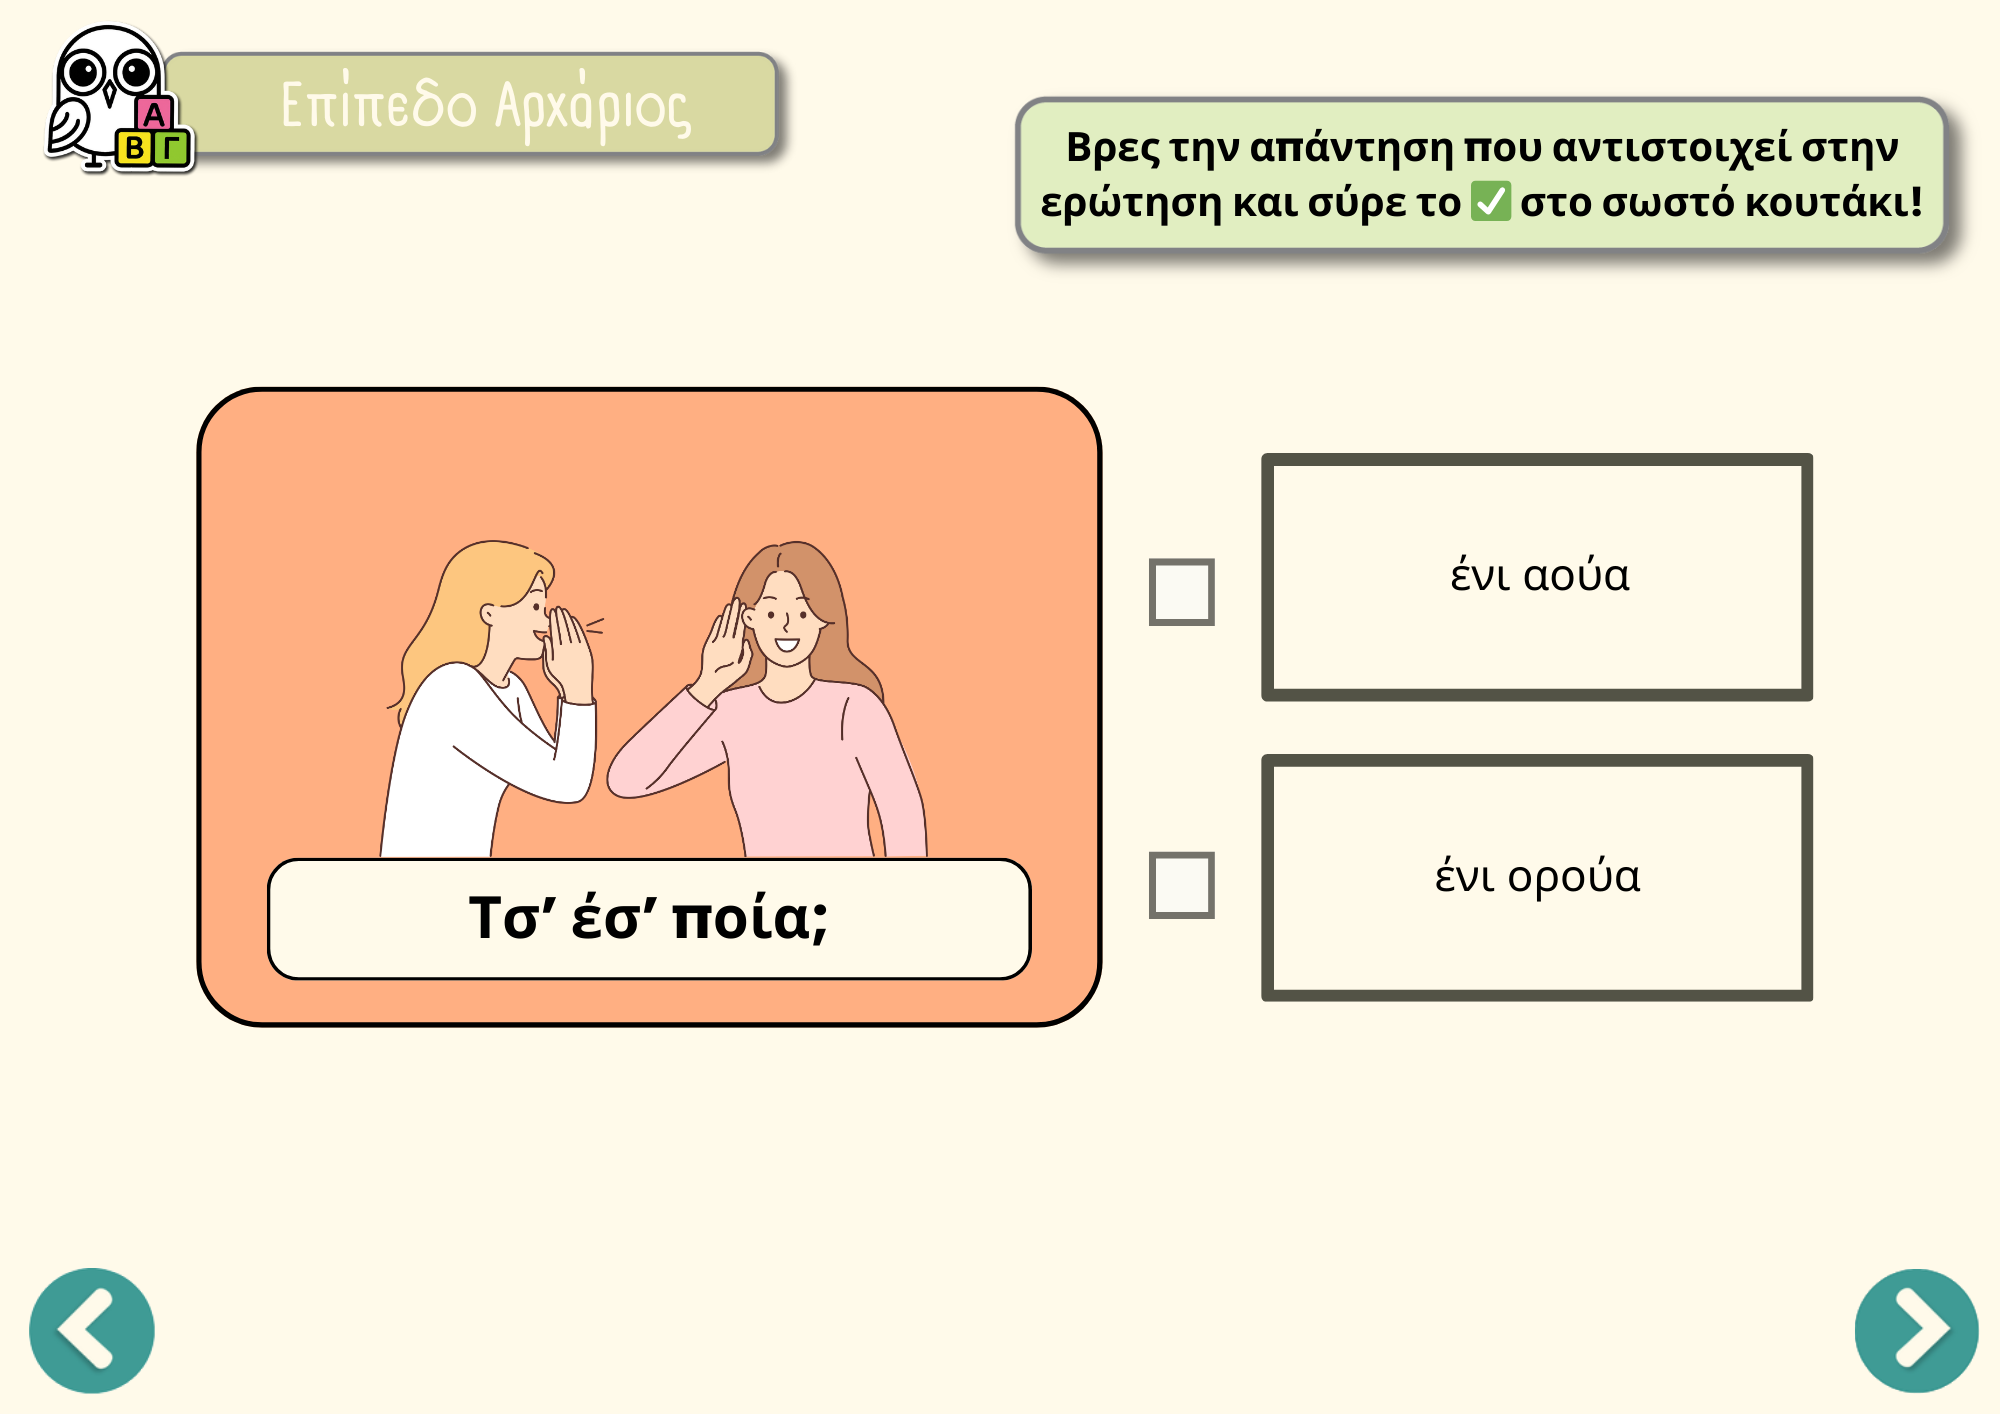 Α
Β Γ
Επίπεδο Αρχάριος
Βρες την απάντηση που αντιστοιχεί στην
ερώτηση και σύρε το ✅ στο σωστό κουτάκι!
Τσ’ έσ’ ποία;
ένι αούα
ένι ορούα